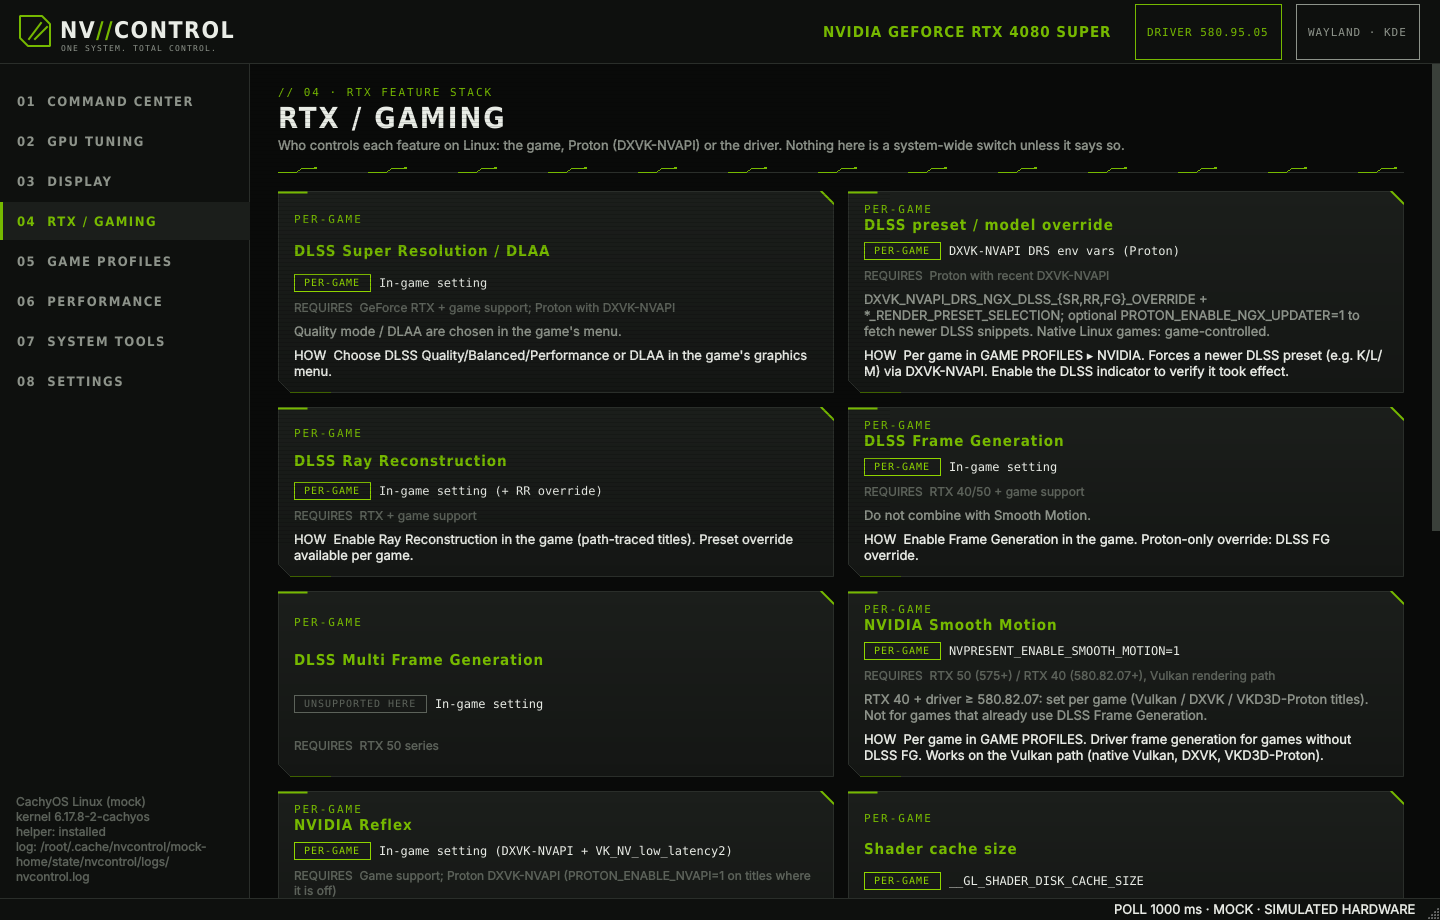 NV//CONTROL
ONE SYSTEM. TOTAL CONTROL.
NVIDIA GEFORCE RTX 4080 SUPER
DRIVER 580.95.05
WAYLAND · KDE
01 COMMAND CENTER
02 GPU TUNING
03 DISPLAY
04 RTX / GAMING
05 GAME PROFILES
06 PERFORMANCE
07 SYSTEM TOOLS
08 SETTINGS
CachyOS Linux (mock)
kernel 6.17.8-2-cachyos
helper: installed
log: /root/.cache/nvcontrol/mock-
home/state/nvcontrol/logs/
nvcontrol.log
// 04 · RTX FEATURE STACK
RTX / GAMING
Who controls each feature on Linux: the game, Proton (DXVK-NVAPI) or the driver. Nothing here is a system-wide switch unless it says so.
PER-GAME
DLSS Super Resolution / DLAA
PER-GAME In-game setting
REQUIRES GeForce RTX + game support; Proton with DXVK-NVAPI
Quality mode / DLAA are chosen in the game's menu.
HOW Choose DLSS Quality/Balanced/Performance or DLAA in the game's graphics
menu.
PER-GAME
DLSS preset / model override
PER-GAME DXVK-NVAPI DRS env vars (Proton)
REQUIRES Proton with recent DXVK-NVAPI
DXVK_NVAPI_DRS_NGX_DLSS_{SR,RR,FG}_OVERRIDE +
*_RENDER_PRESET_SELECTION; optional PROTON_ENABLE_NGX_UPDATER=1 to
fetch newer DLSS snippets. Native Linux games: game-controlled.
HOW Per game in GAME PROFILES ▸ NVIDIA. Forces a newer DLSS preset (e.g. K/L/
M) via DXVK-NVAPI. Enable the DLSS indicator to verify it took effect.
PER-GAME
DLSS Ray Reconstruction
PER-GAME In-game setting (+ RR override)
REQUIRES RTX + game support
HOW Enable Ray Reconstruction in the game (path-traced titles). Preset override
available per game.
PER-GAME
DLSS Frame Generation
PER-GAME In-game setting
REQUIRES RTX 40/50 + game support
Do not combine with Smooth Motion.
HOW Enable Frame Generation in the game. Proton-only override: DLSS FG
override.
PER-GAME
DLSS Multi Frame Generation
UNSUPPORTED HERE In-game setting
REQUIRES RTX 50 series
PER-GAME
NVIDIA Smooth Motion
PER-GAME NVPRESENT_ENABLE_SMOOTH_MOTION=1
REQUIRES RTX 50 (575+) / RTX 40 (580.82.07+), Vulkan rendering path
RTX 40 + driver ≥ 580.82.07: set per game (Vulkan / DXVK / VKD3D-Proton titles).
Not for games that already use DLSS Frame Generation.
HOW Per game in GAME PROFILES. Driver frame generation for games without
DLSS FG. Works on the Vulkan path (native Vulkan, DXVK, VKD3D-Proton).
PER-GAME
NVIDIA Reflex
PER-GAME In-game setting (DXVK-NVAPI + VK_NV_low_latency2)
REQUIRES Game support; Proton DXVK-NVAPI (PROTON_ENABLE_NVAPI=1 on titles where
it is off)
PER-GAME
Shader cache size
PER-GAME __GL_SHADER_DISK_CACHE_SIZE
POLL 1000 ms · MOCK · SIMULATED HARDWARE